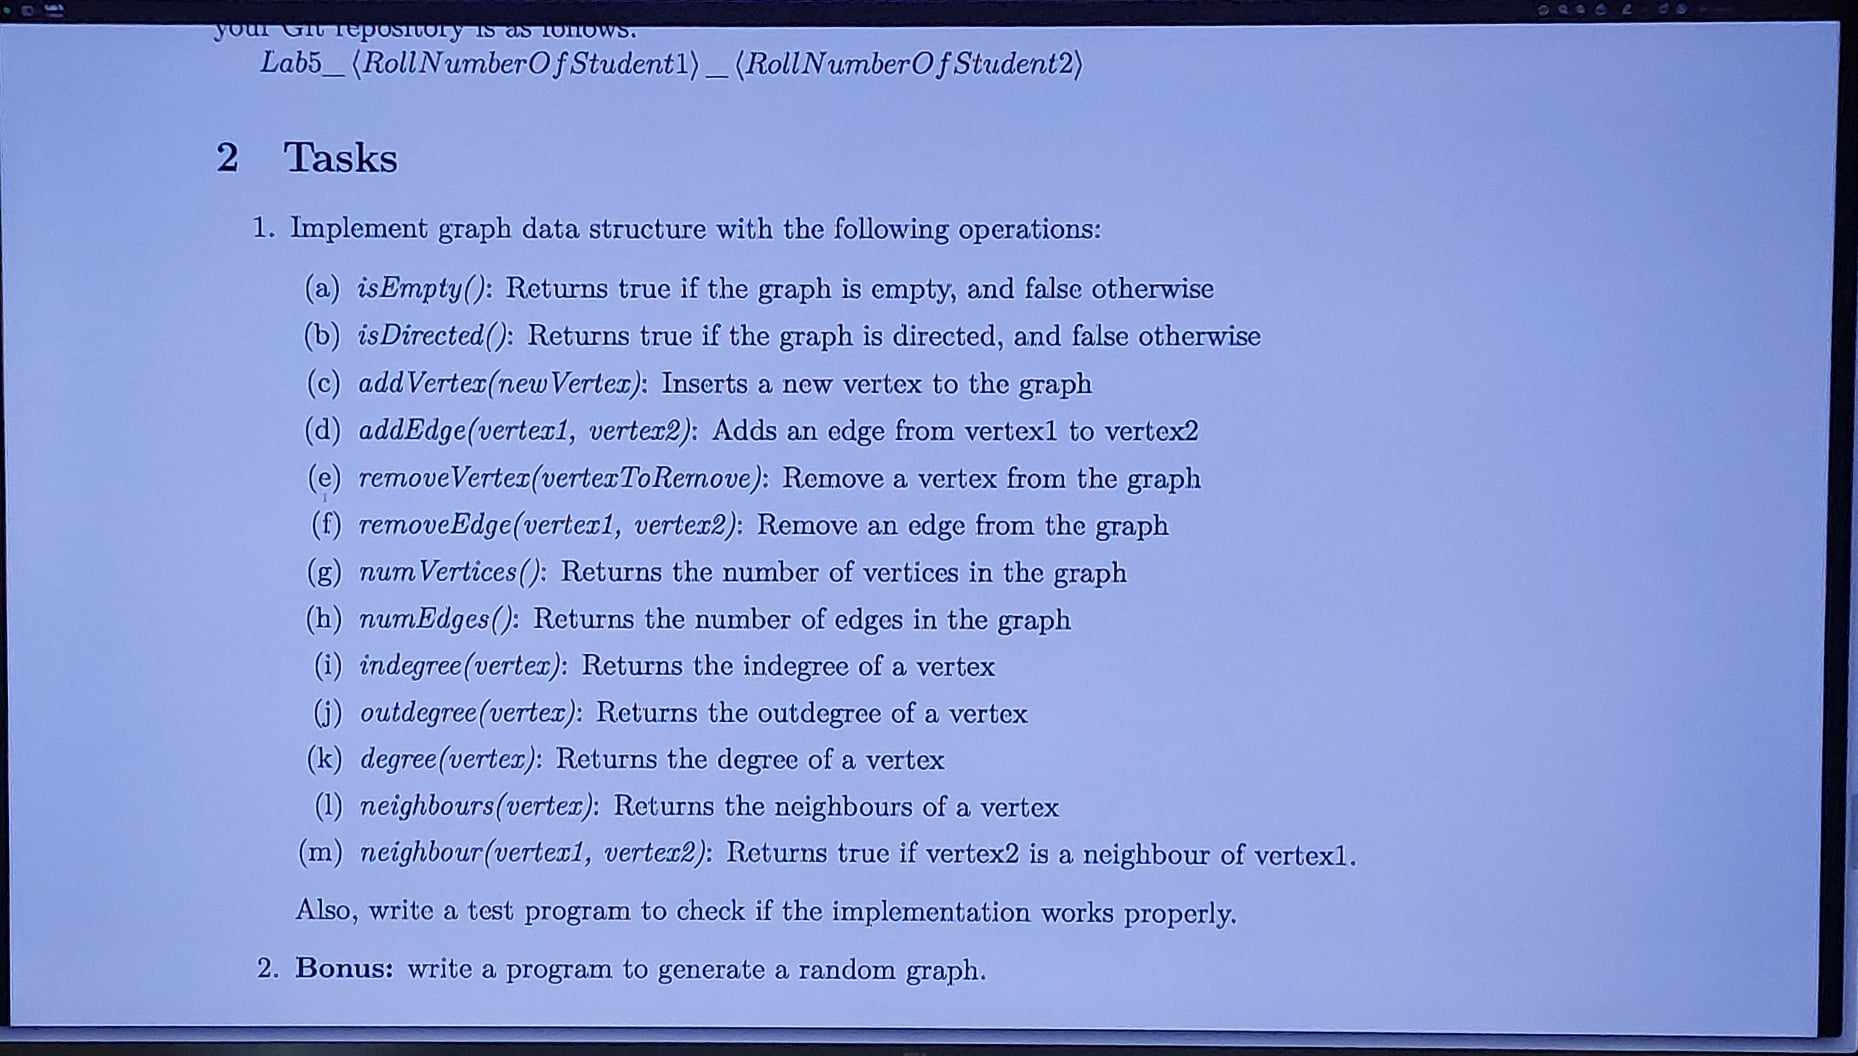 your Git repository is as follows.
Lab5_⟨RollNumberOfStudent1⟩_⟨RollNumberOfStudent2⟩
2 Tasks
1. Implement graph data structure with the following operations:
(a) isEmpty(): Returns true if the graph is empty, and false otherwise
(b) isDirected(): Returns true if the graph is directed, and false otherwise
(c) addVertex(newVertex): Inserts a new vertex to the graph
(d) addEdge(vertex1, vertex2): Adds an edge from vertex1 to vertex2
(e) removeVertex(vertexToRemove): Remove a vertex from the graph
(f) removeEdge(vertex1, vertex2): Remove an edge from the graph
(g) numVertices(): Returns the number of vertices in the graph
(h) numEdges(): Returns the number of edges in the graph
(i) indegree(vertex): Returns the indegree of a vertex
(j) outdegree(vertex): Returns the outdegree of a vertex
(k) degree(vertex): Returns the degree of a vertex
(l) neighbours(vertex): Returns the neighbours of a vertex
(m) neighbour(vertex1, vertex2): Returns true if vertex2 is a neighbour of vertex1.
Also, write a test program to check if the implementation works properly.
2. Bonus: write a program to generate a random graph.